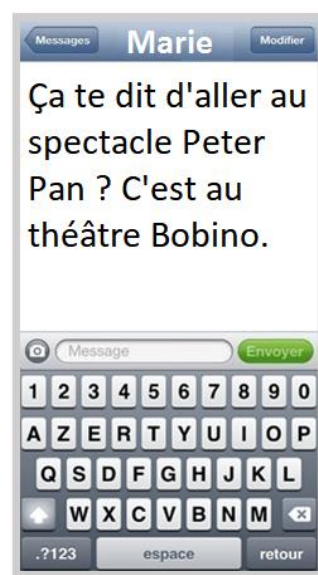 Messages Marie Modifier
Ça te dit d'aller au
spectacle Peter
Pan ? C'est au
théâtre Bobino.
Message Envoyer
1 2 3 4 5 6 7 8 9 0
A Z E R T Y U I O P
Q S D F G H J K L
W X C V B N M
.?123 espace retour